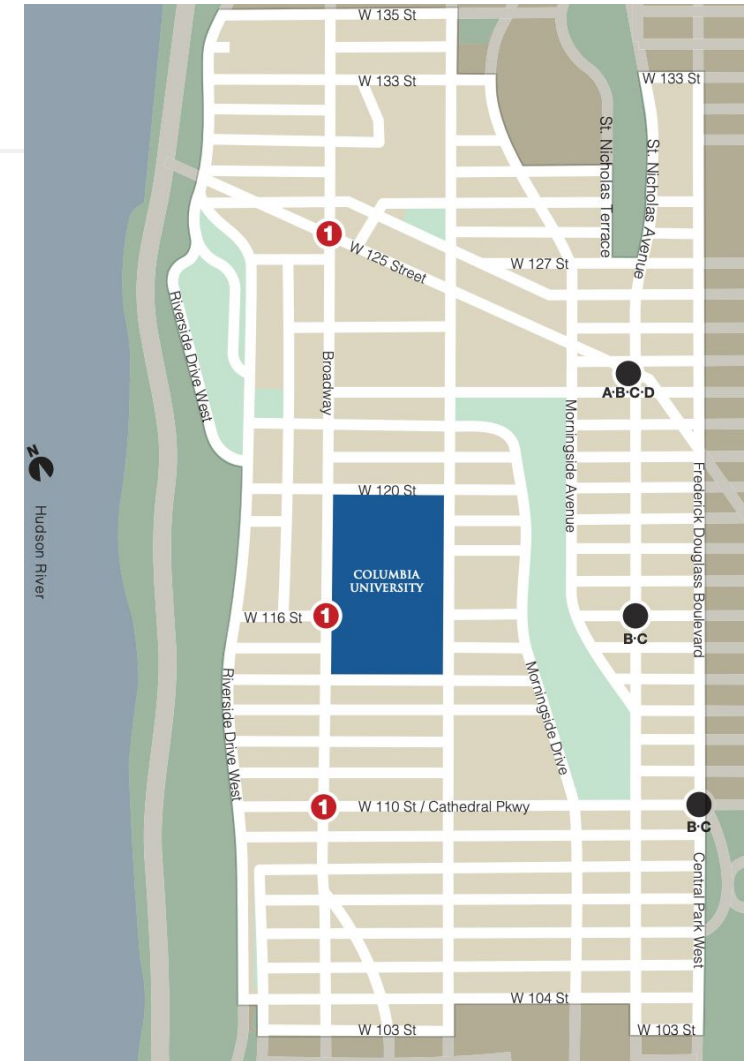 W 135 St
W 133 St
W 133 St
St. Nicholas Terrace
St. Nicholas Avenue
1
W 125 Street
W 127 St
Riverside Drive West
Broadway
A·B·C·D
Morningside Avenue
Frederick Douglass Boulevard
z
Hudson River
W 120 St
COLUMBIA
UNIVERSITY
W 116 St
1
B·C
Riverside Drive West
Morningside Drive
1
W 110 St / Cathedral Pkwy
B·C
Central Park West
W 104 St
W 103 St
W 103 St